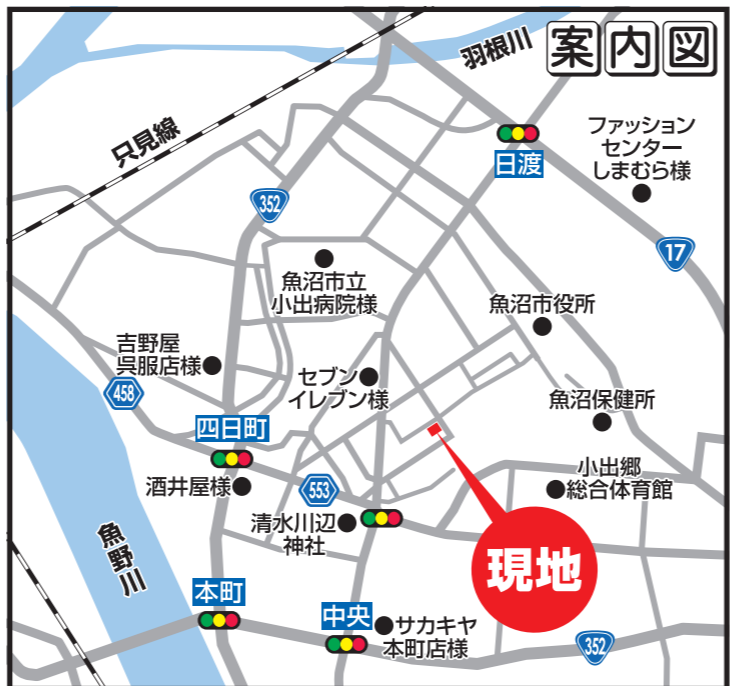 案内図
羽根川
只見線
日渡
ファッション
センター
しまむら様
352
17
魚沼市立
小出病院様
魚沼市役所
吉野屋
呉服店様
セブン
イレブン様
458
魚沼保健所
四日町
小出郷
総合体育館
酒井屋様
553
清水川辺
神社
魚野川
現地
本町
中央
サカキヤ
本町店様
352